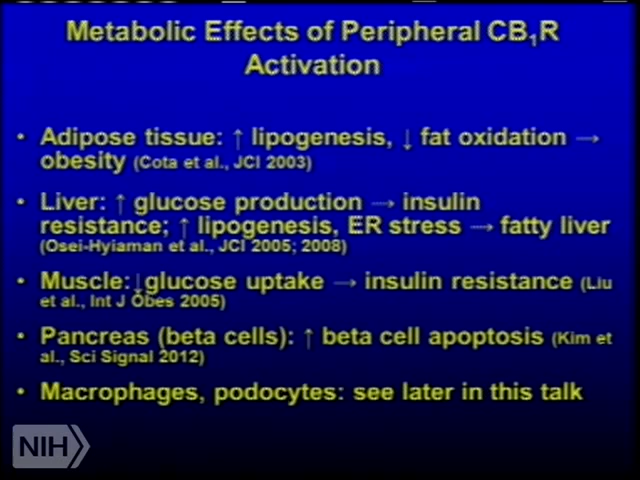 Metabolic Effects of Peripheral CB₁R
Activation
• Adipose tissue: ↑ lipogenesis, ↓ fat oxidation →
obesity (Cota et al., JCI 2003)
• Liver: ↑ glucose production → insulin
resistance; ↑ lipogenesis, ER stress → fatty liver
(Osei-Hyiaman et al., JCI 2005; 2008)
• Muscle:↓glucose uptake → insulin resistance (Liu
et al., Int J Obes 2005)
• Pancreas (beta cells): ↑ beta cell apoptosis (Kim et
al., Sci Signal 2012)
• Macrophages, podocytes: see later in this talk
NIH